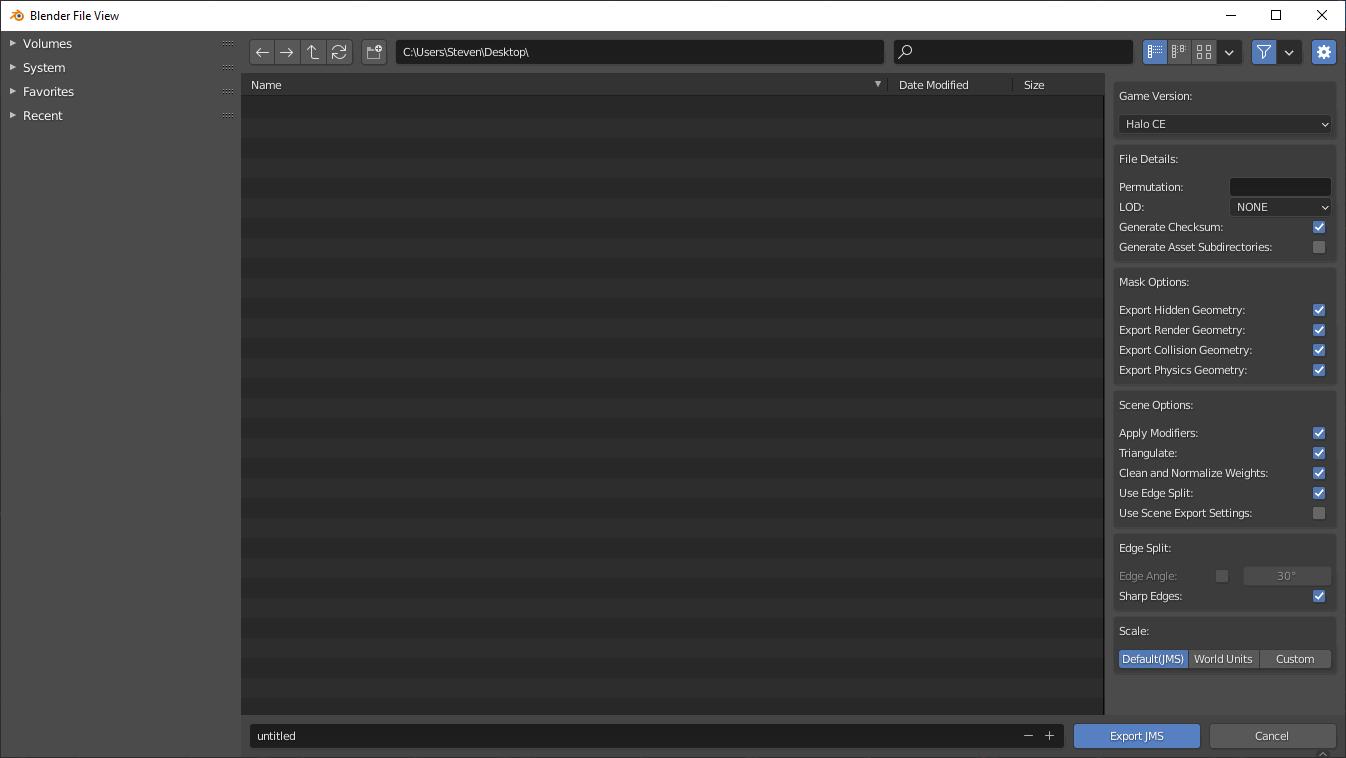 Blender File View
Volumes
System
Favorites
Recent
C:\Users\Steven\Desktop\
Name
Date Modified
Size
Game Version:
Halo CE
File Details:
Permutation:
LOD: NONE
Generate Checksum:
Generate Asset Subdirectories:
Mask Options:
Export Hidden Geometry:
Export Render Geometry:
Export Collision Geometry:
Export Physics Geometry:
Scene Options:
Apply Modifiers:
Triangulate:
Clean and Normalize Weights:
Use Edge Split:
Use Scene Export Settings:
Edge Split:
Edge Angle: 30°
Sharp Edges:
Scale:
Default(JMS) World Units Custom
untitled
Export JMS
Cancel